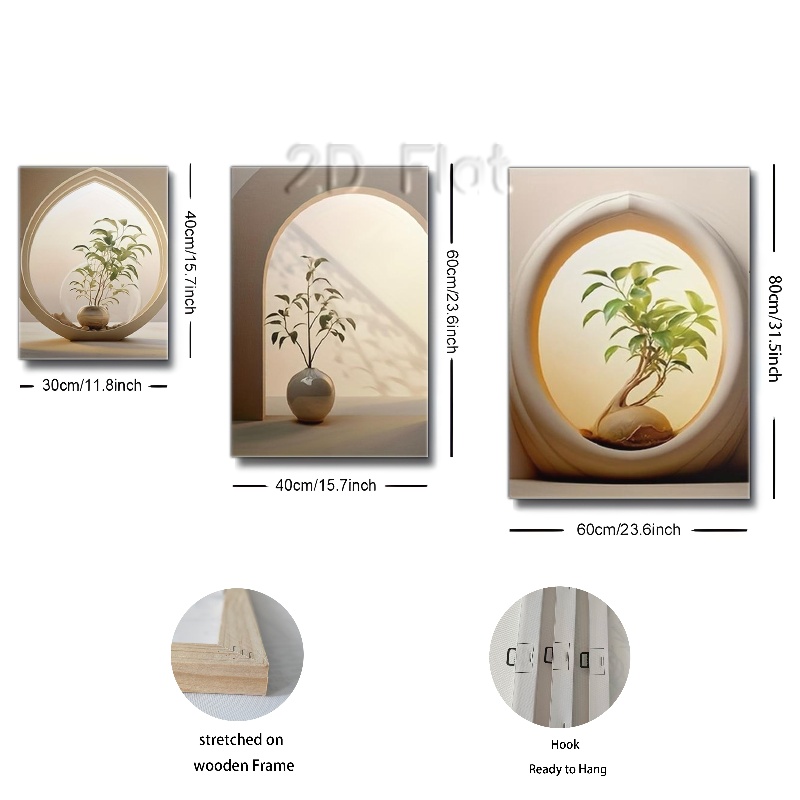 2D Flat
40cm/15.7inch
30cm/11.8inch
60cm/23.6inch
40cm/15.7inch
80cm/31.5inch
60cm/23.6inch
stretched on
wooden Frame
Hook
Ready to Hang